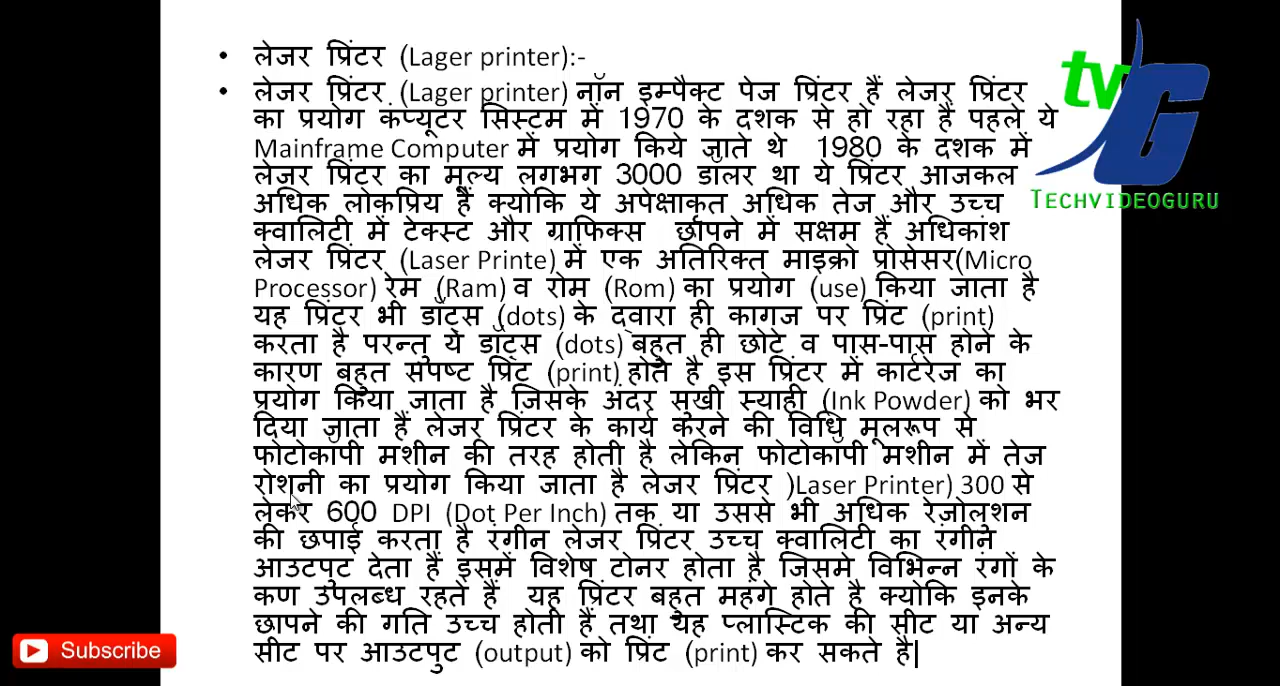 • लेजर प्रिंटर (Lager printer):-
• लेजर प्रिंटर (Lager printer) नॉन इम्पैक्ट पेज प्रिंटर हैं लेजर प्रिंटर
का प्रयोग कंप्यूटर सिस्टम में 1970 के दशक से हो रहा हैं पहले ये
Mainframe Computer में प्रयोग किये जाते थे 1980 के दशक में
लेजर प्रिंटर का मूल्य लगभग 3000 डॉलर था ये प्रिंटर आजकल
अधिक लोकप्रिय हैं क्योकि ये अपेक्षाकृत अधिक तेज और उच्च
क्वालिटी में टेक्स्ट और ग्राफिक्स छापने में सक्षम हैं अधिकांश
लेजर प्रिंटर (Laser Printe) में एक अतिरिक्त माइक्रो प्रोसेसर(Micro
Processor) रेम (Ram) व रोम (Rom) का प्रयोग (use) किया जाता है
यह प्रिंटर भी डॉट्स (dots) के द्वारा ही कागज पर प्रिंट (print)
करता है परन्तु ये डॉट्स (dots) बहुत ही छोटे व पास-पास होने के
कारण बहुत सपष्ट प्रिंट (print) होते है इस प्रिंटर में कार्टरेज का
प्रयोग किया जाता है जिसके अंदर सुखी स्याही (Ink Powder) को भर
दिया जाता हैं लेजर प्रिंटर के कार्य करने की विधि मूलरूप से
फोटोकॉपी मशीन की तरह होती है लेकिन फोटोकॉपी मशीन में तेज
रोशनी का प्रयोग किया जाता है लेजर प्रिंटर )Laser Printer) 300 से
लेकर 600 DPI (Dot Per Inch) तक या उससे भी अधिक रेज़ोलुशन
की छपाई करता है रंगीन लेजर प्रिंटर उच्च क्वालिटी का रंगीन
आउटपुट देता हैं इसमें विशेष टोनर होता है जिसमे विभिन्न रंगों के
कण उपलब्ध रहते हैं यह प्रिंटर बहुत महंगे होते है क्योकि इनके
छापने की गति उच्च होती हैं तथा यह प्लास्टिक की सीट या अन्य
सीट पर आउटपुट (output) को प्रिंट (print) कर सकते है
tvG
TECHVIDEOGURU
Subscribe